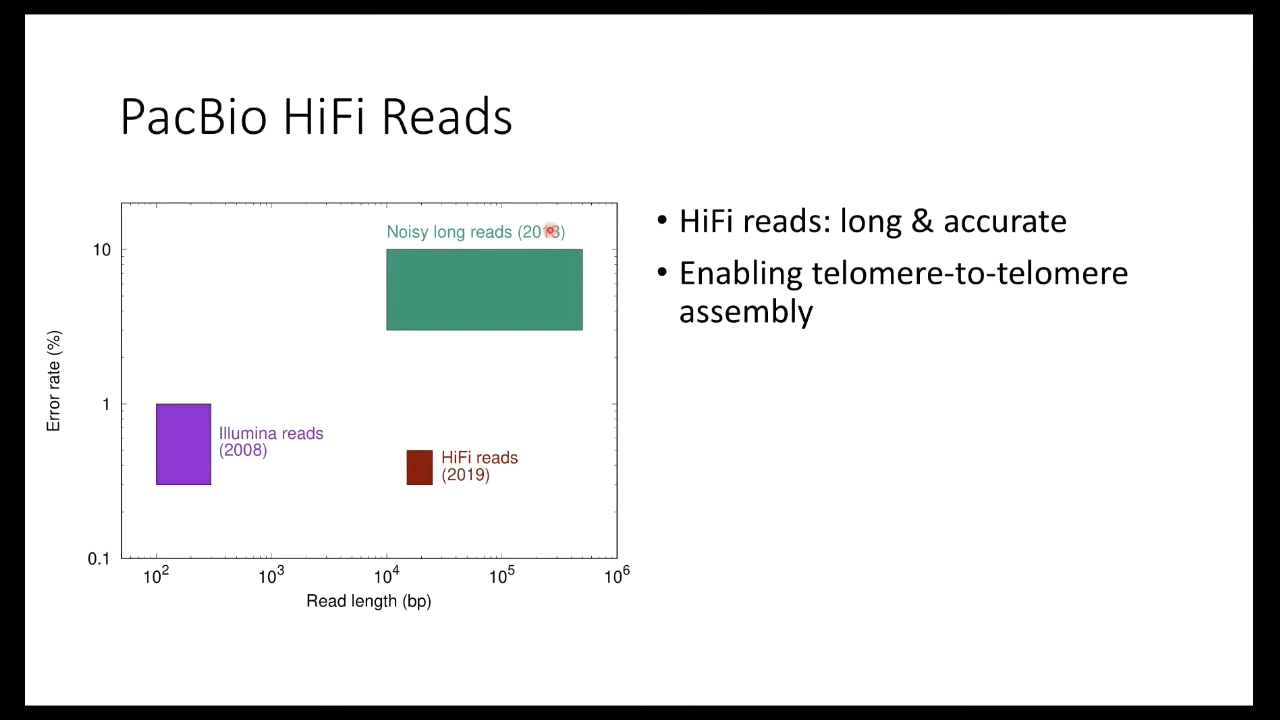 PacBio HiFi Reads
Noisy long reads (2013)
10
1
0.1
Error rate (%)
Illumina reads
(2008)
HiFi reads
(2019)
10²
10³
10⁴
10⁵
10⁶
Read length (bp)
• HiFi reads: long & accurate
• Enabling telomere-to-telomere
assembly